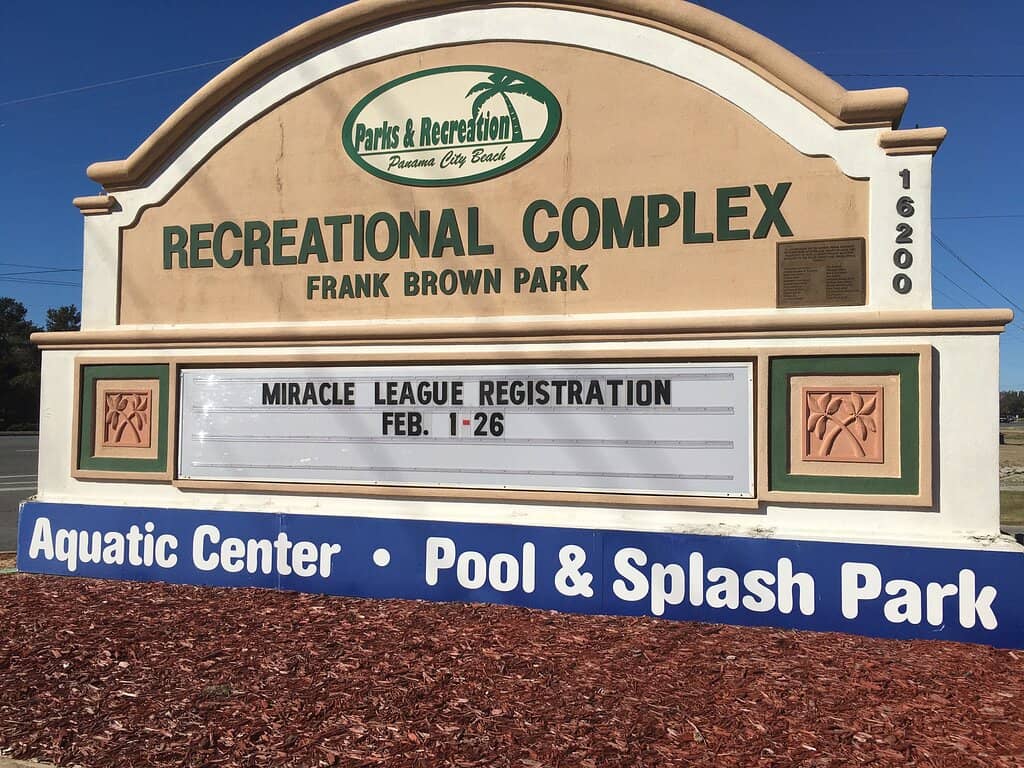 Parks & Recreation
Panama City Beach
RECREATIONAL COMPLEX
FRANK BROWN PARK
16200
MIRACLE LEAGUE REGISTRATION
FEB. 1-26
Aquatic Center • Pool & Splash Park